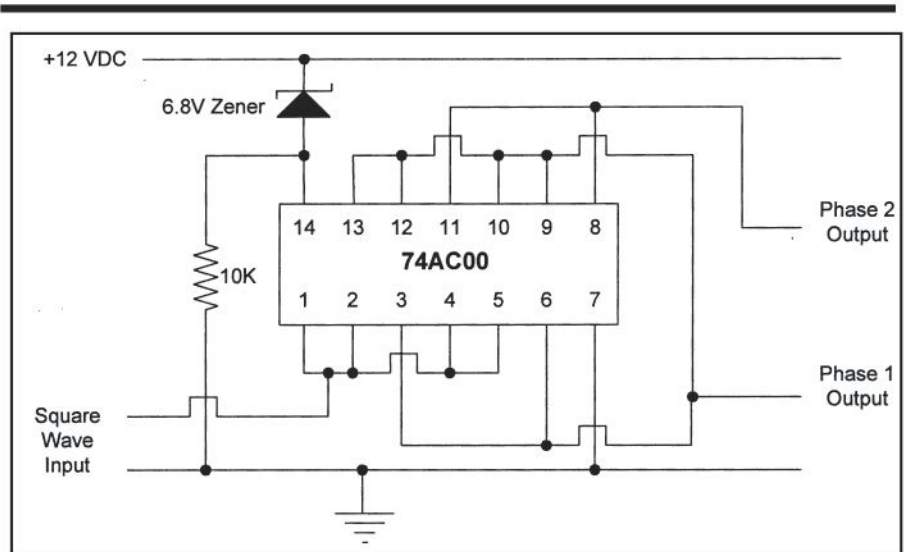 +12 VDC
6.8V Zener
14 13 12 11 10 9 8
Phase 2
Output
74AC00
10K
1 2 3 4 5 6 7
Phase 1
Output
Square
Wave
Input